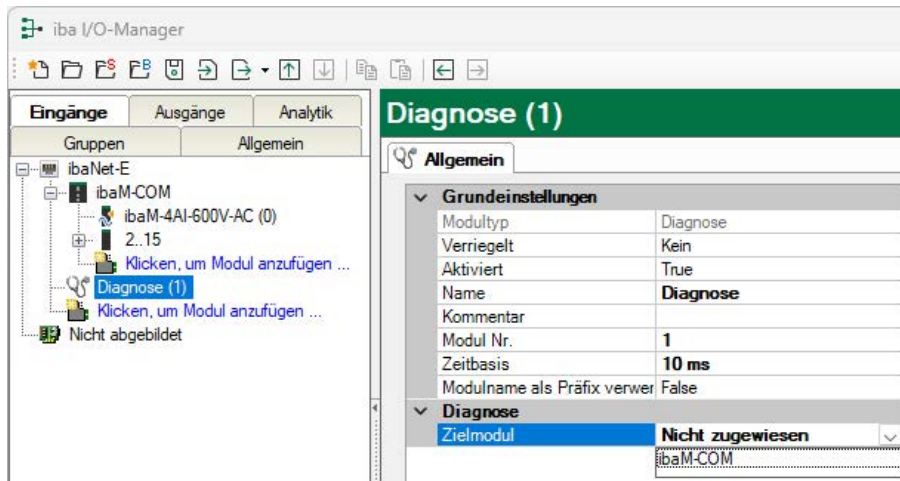 iba I/O-Manager
Eingänge Ausgänge Analytik
Gruppen Allgemein
ibaNet-E
ibaM-COM
ibaM-4AI-600V-AC (0)
2..15
Klicken, um Modul anzufügen ...
Diagnose (1)
Klicken, um Modul anzufügen ...
Nicht abgebildet
Diagnose (1)
Allgemein
Grundeinstellungen
Modultyp Diagnose
Verriegelt Kein
Aktiviert True
Name Diagnose
Kommentar
Modul Nr. 1
Zeitbasis 10 ms
Modulname als Präfix verwer False
Diagnose
Zielmodul Nicht zugewiesen
ibaM-COM